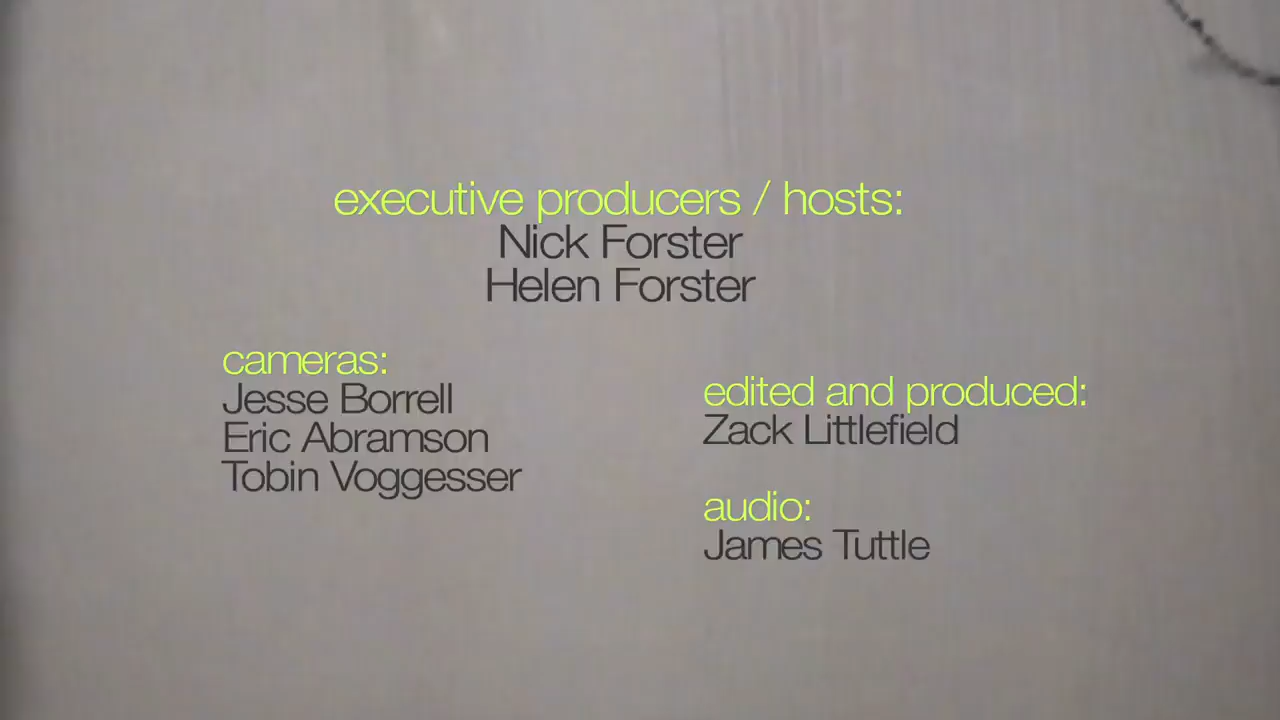 executive producers / hosts:
Nick Forster
Helen Forster
cameras:
Jesse Borrell
Eric Abramson
Tobin Voggesser
edited and produced:
Zack Littlefield
audio:
James Tuttle